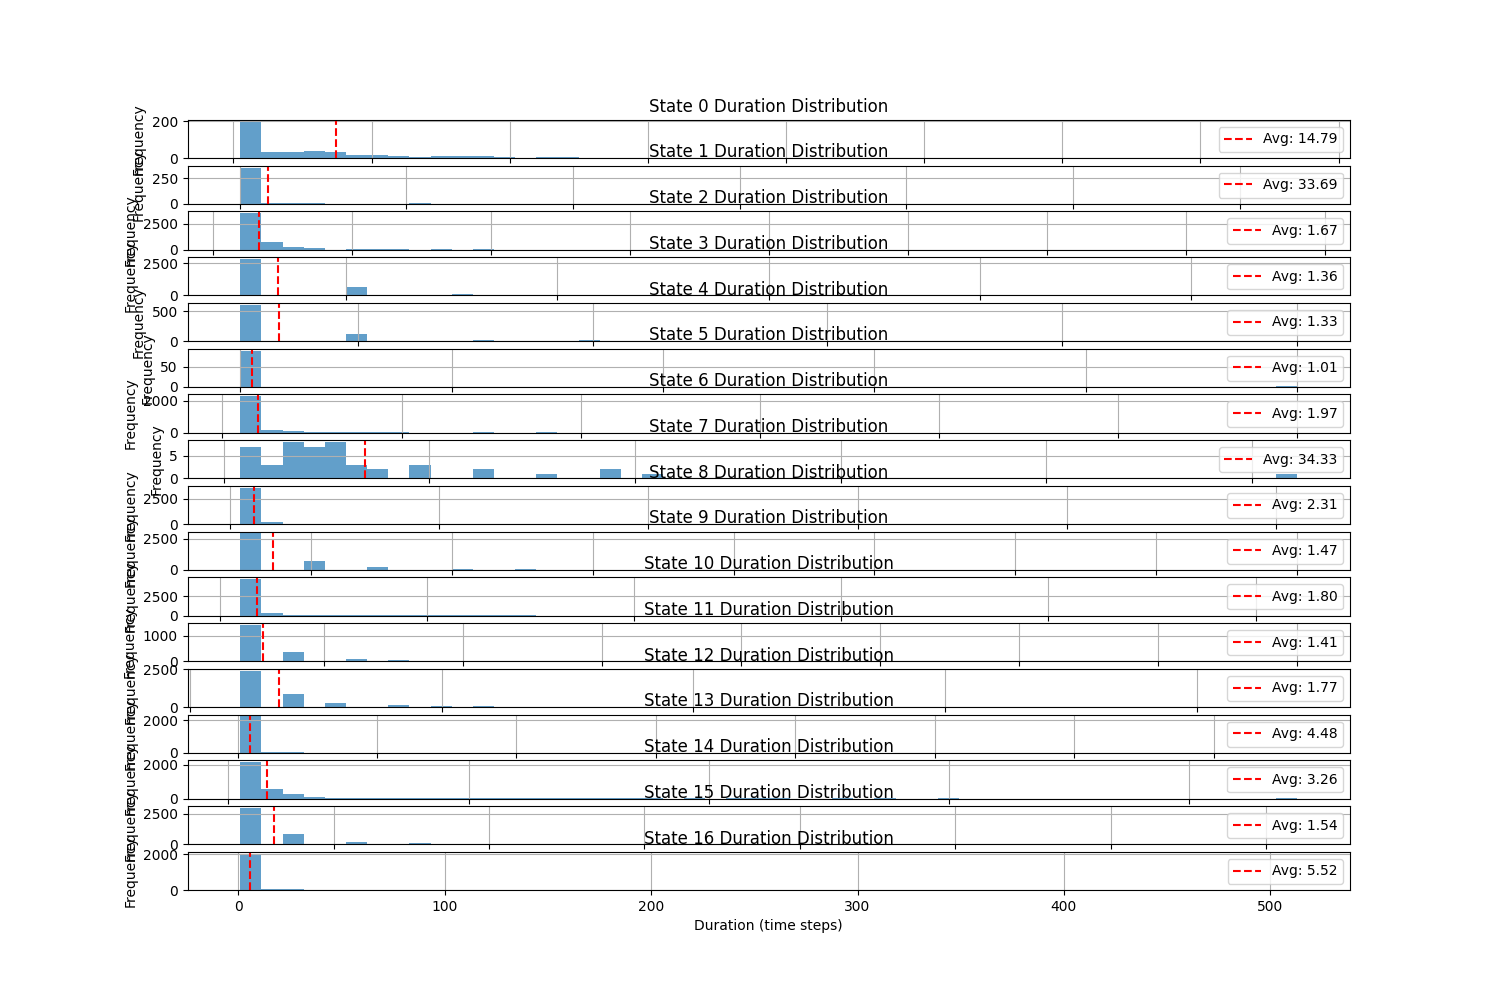 State 0 Duration Distribution
Frequency
200
0
Avg: 14.79
State 1 Duration Distribution
Frequency
250
0
Avg: 33.69
State 2 Duration Distribution
Frequency
2500
0
Avg: 1.67
State 3 Duration Distribution
Frequency
2500
0
Avg: 1.36
State 4 Duration Distribution
Frequency
500
0
Avg: 1.33
State 5 Duration Distribution
Frequency
50
0
Avg: 1.01
State 6 Duration Distribution
Frequency
2000
0
Avg: 1.97
State 7 Duration Distribution
Frequency
5
0
Avg: 34.33
State 8 Duration Distribution
Frequency
2500
0
Avg: 2.31
State 9 Duration Distribution
Frequency
2500
0
Avg: 1.47
State 10 Duration Distribution
Frequency
2500
0
Avg: 1.80
State 11 Duration Distribution
Frequency
1000
0
Avg: 1.41
State 12 Duration Distribution
Frequency
2500
0
Avg: 1.77
State 13 Duration Distribution
Frequency
2000
0
Avg: 4.48
State 14 Duration Distribution
Frequency
2000
0
Avg: 3.26
State 15 Duration Distribution
Frequency
2500
0
Avg: 1.54
State 16 Duration Distribution
Frequency
2000
0
Avg: 5.52
0 100 200 300 400 500
Duration (time steps)